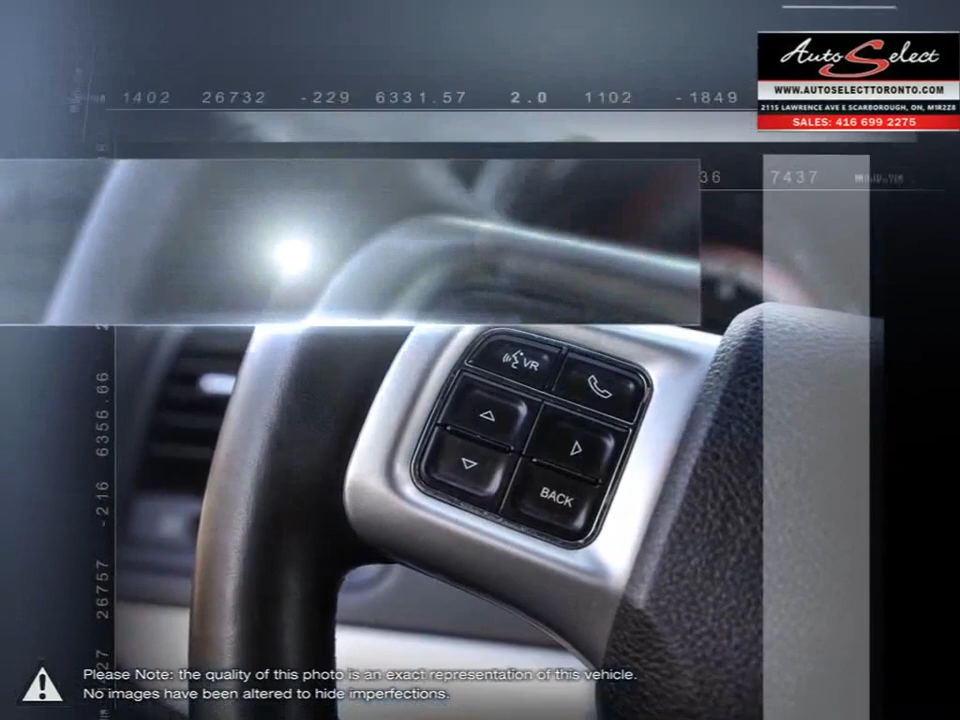 AutoSelect
WWW.AUTOSELECTTORONTO.COM
2115 LAWRENCE AVE E SCARBOROUGH, ON, M1R2Z8
SALES: 416 699 2275
1402 26732 -229 6331.57 2.0 1102 -1849
36 7437
6356.66
-216
26757
27
VR
BACK
Please Note: the quality of this photo is an exact representation of this vehicle.
No images have been altered to hide imperfections.